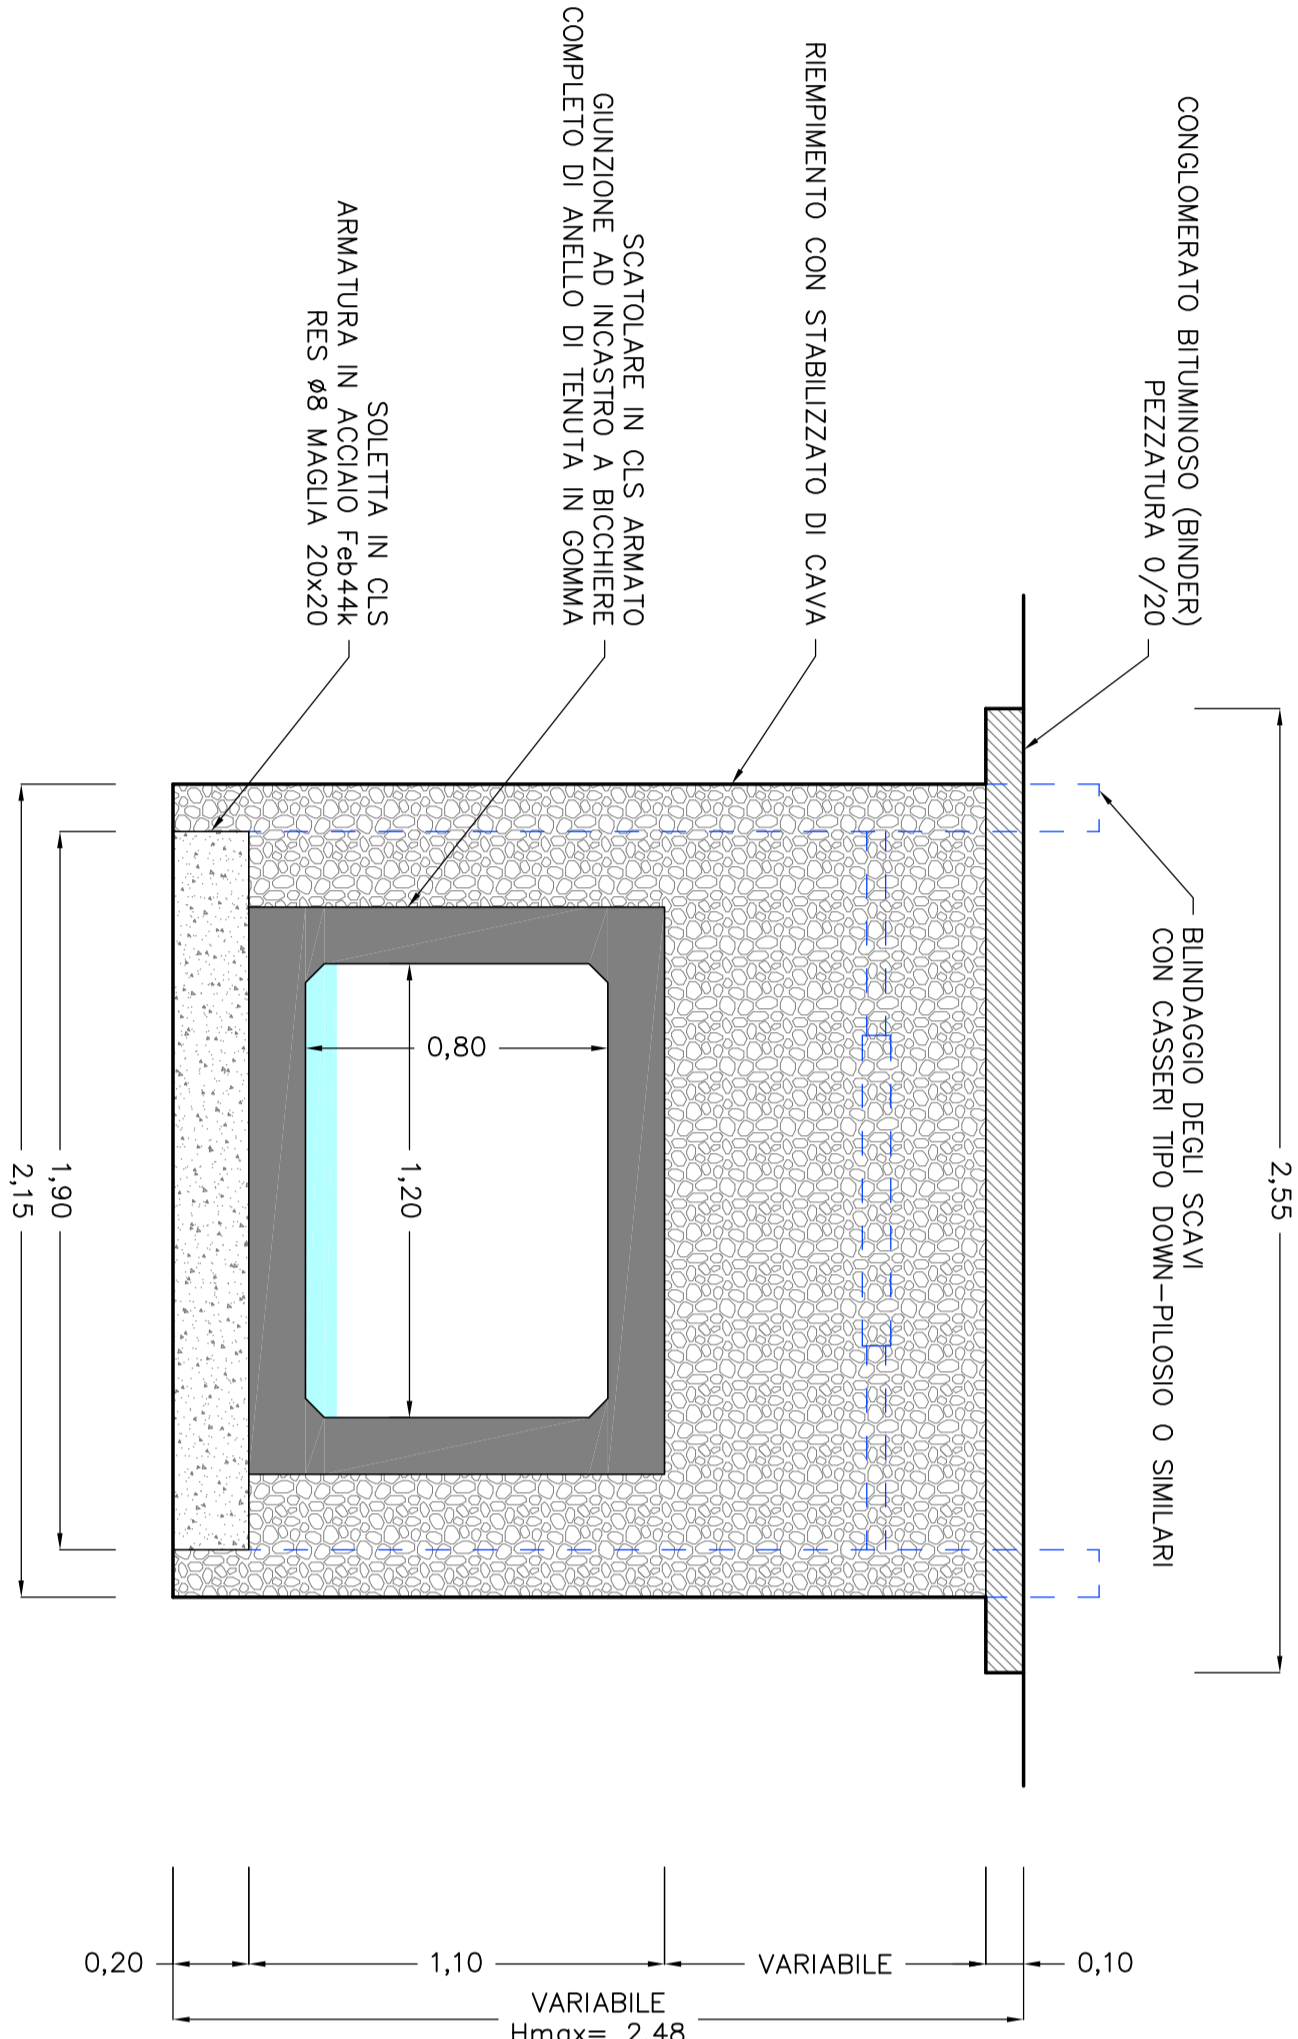 CONGLOMERATO BITUMINOSO (BINDER)
PEZZATURA 0/20
RIEMPIMENTO CON STABILIZZATO DI CAVA
SCATOLARE IN CLS ARMATO
GIUNZIONE AD INCASTRO A BICCHIERE
COMPLETO DI ANELLO DI TENUTA IN GOMMA
SOLETTA IN CLS
ARMATURA IN ACCIAIO Feb44k
RES ø8 MAGLIA 20x20
2,55
BLINDAGGIO DEGLI SCAVI
CON CASSERI TIPO DOWN-PILOSIO O SIMILARI
0,80
1,20
1,90
2,15
0,20
1,10
VARIABILE
0,10
VARIABILE
Hmax= 2,48